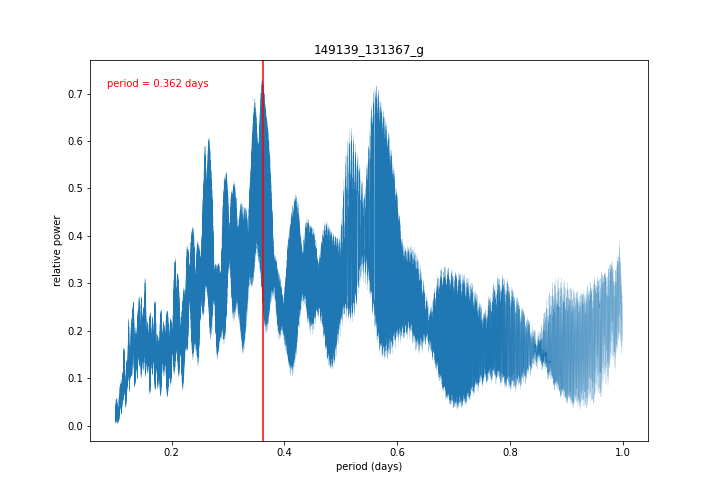 149139_131367_g
period = 0.362 days
relative power
0.7
0.6
0.5
0.4
0.3
0.2
0.1
0.0
0.2 0.4 0.6 0.8 1.0
period (days)